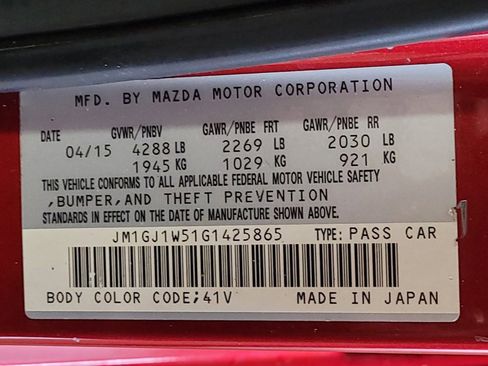 MFD. BY MAZDA MOTOR CORPORATION
DATE GVWR/PNBV GAWR/PNBE FRT GAWR/PNBE RR
04/15 4288 LB 2269 LB 2030 LB
1945 KG 1029 KG 921 KG
THIS VEHICLE CONFORMS TO ALL APPLICABLE FEDERAL MOTOR VEHICLE SAFETY
,BUMPER,AND THEFT PREVENTION
STANDARDS IN EFFECT ON THE DATE OF MANUFACTURE SHOWN ABOVE.
JM1GJ1W51G1425865 TYPE: PASS CAR
BODY COLOR CODE;41V MADE IN JAPAN